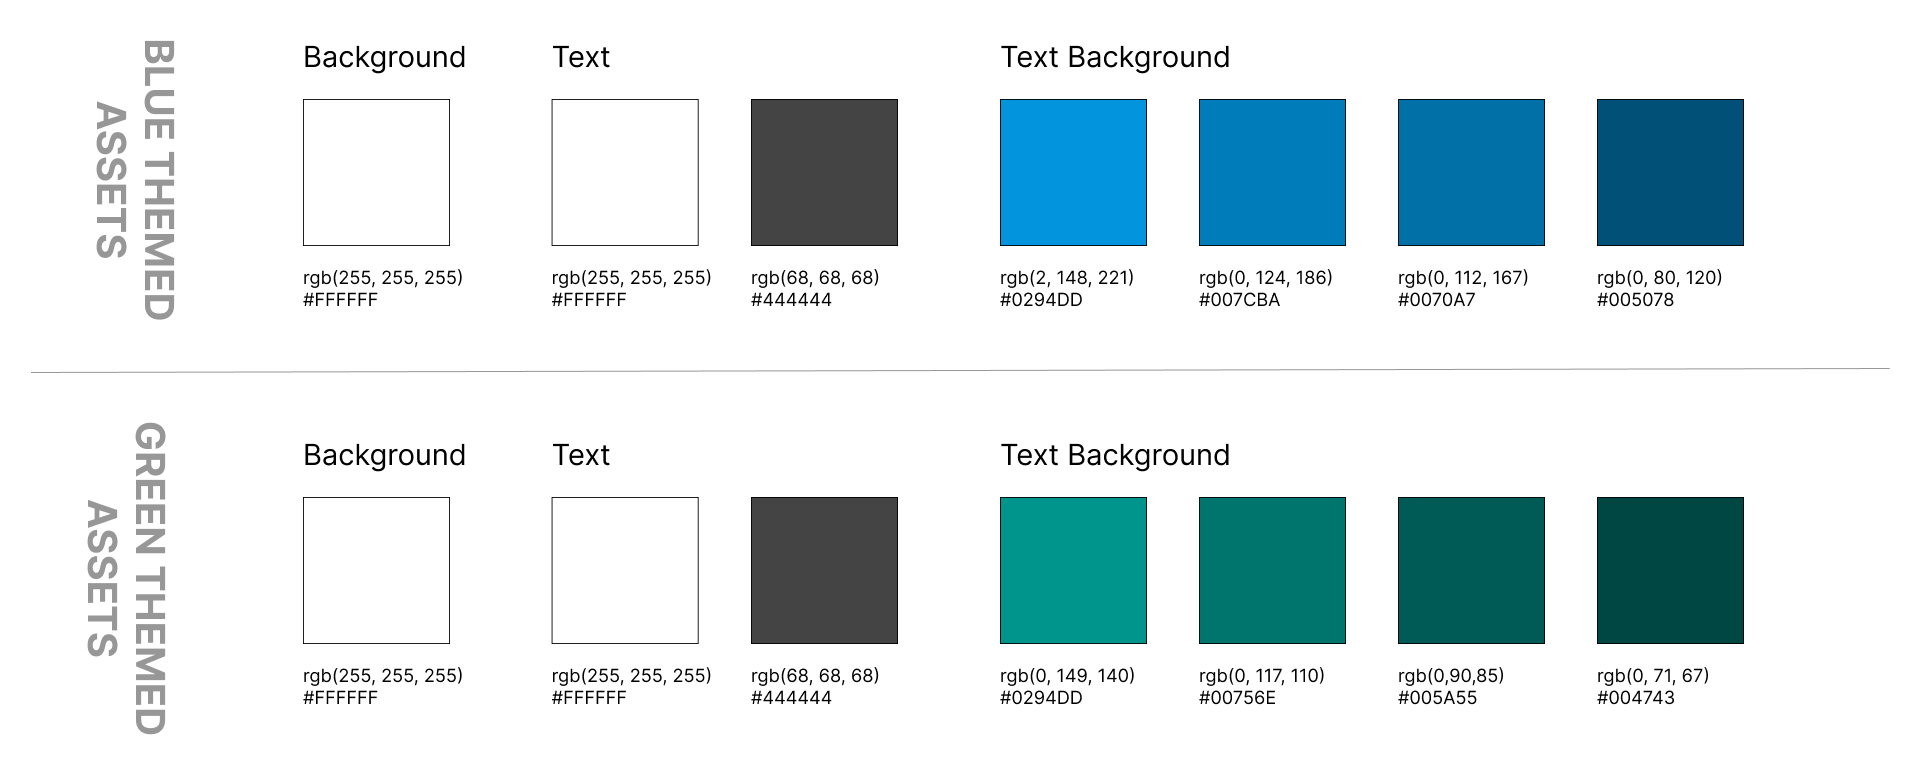 BLUE THEMED
ASSETS
Background
Text
Text Background
rgb(255, 255, 255)
#FFFFFF
rgb(255, 255, 255)
#FFFFFF
rgb(68, 68, 68)
#444444
rgb(2, 148, 221)
#0294DD
rgb(0, 124, 186)
#007CBA
rgb(0, 112, 167)
#0070A7
rgb(0, 80, 120)
#005078
GREEN THEMED
ASSETS
Background
Text
Text Background
rgb(255, 255, 255)
#FFFFFF
rgb(255, 255, 255)
#FFFFFF
rgb(68, 68, 68)
#444444
rgb(0, 149, 140)
#0294DD
rgb(0, 117, 110)
#00756E
rgb(0,90,85)
#005A55
rgb(0, 71, 67)
#004743